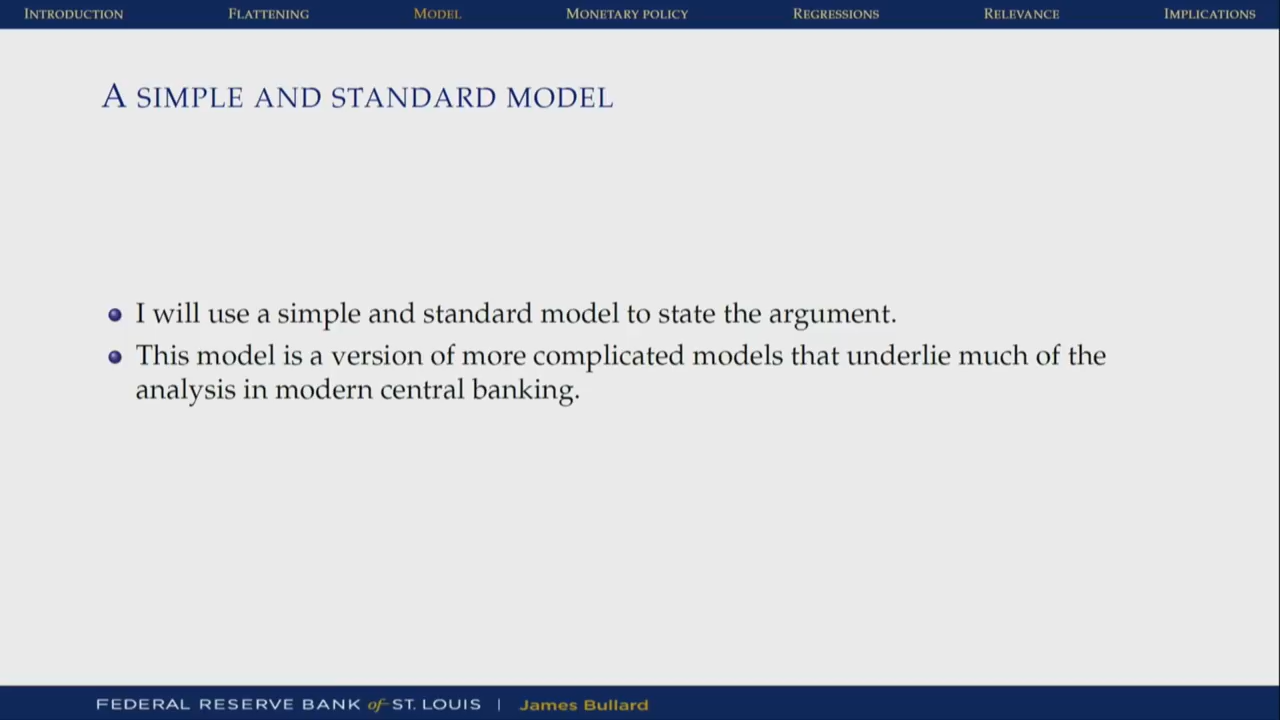 INTRODUCTION FLATTENING MODEL MONETARY POLICY REGRESSIONS RELEVANCE IMPLICATIONS
A SIMPLE AND STANDARD MODEL
I will use a simple and standard model to state the argument.
This model is a version of more complicated models that underlie much of the
analysis in modern central banking.
FEDERAL RESERVE BANK of ST. LOUIS | James Bullard